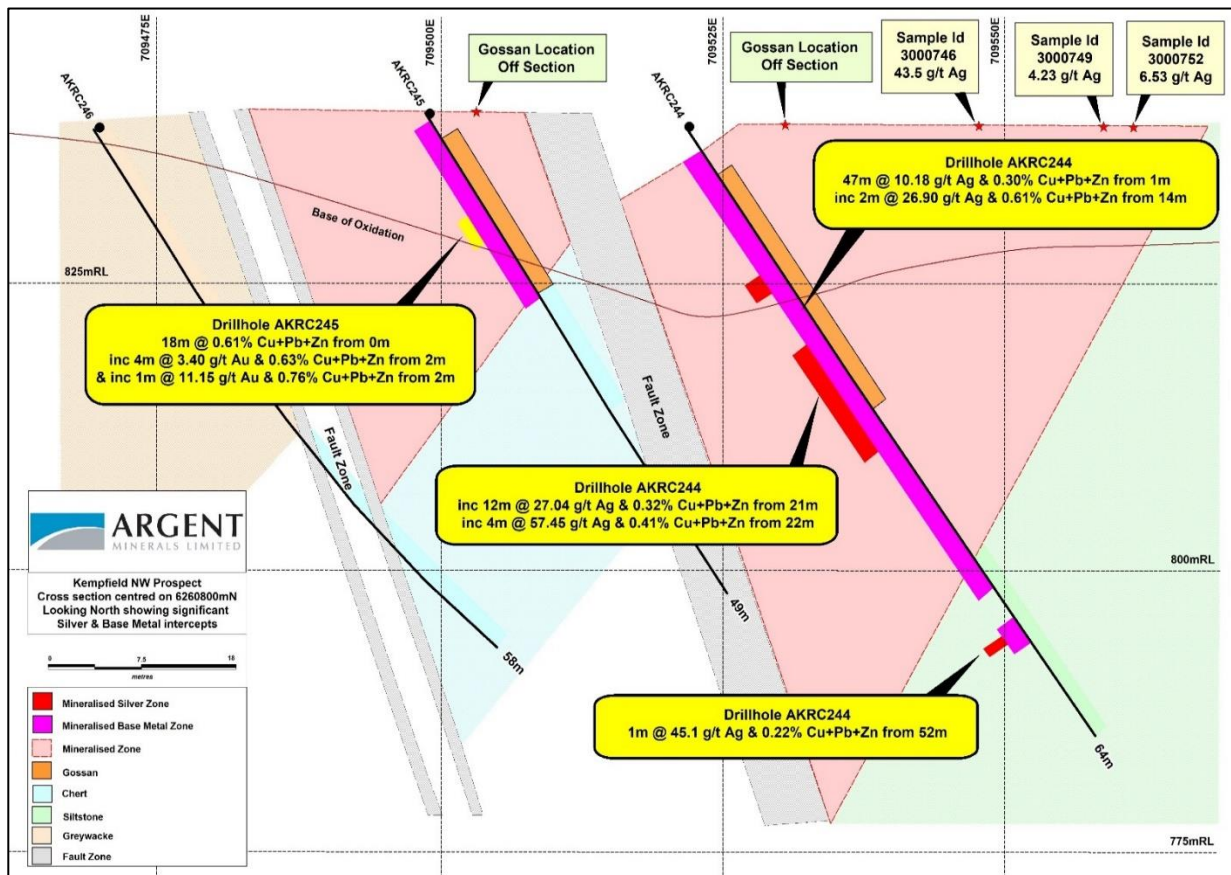 709475E
709500E
709525E
709550E
Gossan Location
Off Section
Gossan Location
Off Section
Sample Id
3000746
43.5 g/t Ag
Sample Id
3000749
4.23 g/t Ag
Sample Id
3000752
6.53 g/t Ag
AKRC246
AKRC245
AKRC244
Drillhole AKRC244
47m @ 10.18 g/t Ag & 0.30% Cu+Pb+Zn from 1m
inc 2m @ 26.90 g/t Ag & 0.61% Cu+Pb+Zn from 14m
Base of Oxidation
825mRL
Drillhole AKRC245
18m @ 0.61% Cu+Pb+Zn from 0m
inc 4m @ 3.40 g/t Au & 0.63% Cu+Pb+Zn from 2m
& inc 1m @ 11.15 g/t Au & 0.76% Cu+Pb+Zn from 2m
Fault Zone
Fault Zone
Drillhole AKRC244
inc 12m @ 27.04 g/t Ag & 0.32% Cu+Pb+Zn from 21m
inc 4m @ 57.45 g/t Ag & 0.41% Cu+Pb+Zn from 22m
800mRL
49m
58m
64m
Drillhole AKRC244
1m @ 45.1 g/t Ag & 0.22% Cu+Pb+Zn from 52m
775mRL
ARGENT
MINERALS LIMITED
Kempfield NW Prospect
Cross section centred on 6260800mN
Looking North showing significant
Silver & Base Metal intercepts
0 7.5 18
metres
Mineralised Silver Zone
Mineralised Base Metal Zone
Mineralised Zone
Gossan
Chert
Siltstone
Greywacke
Fault Zone